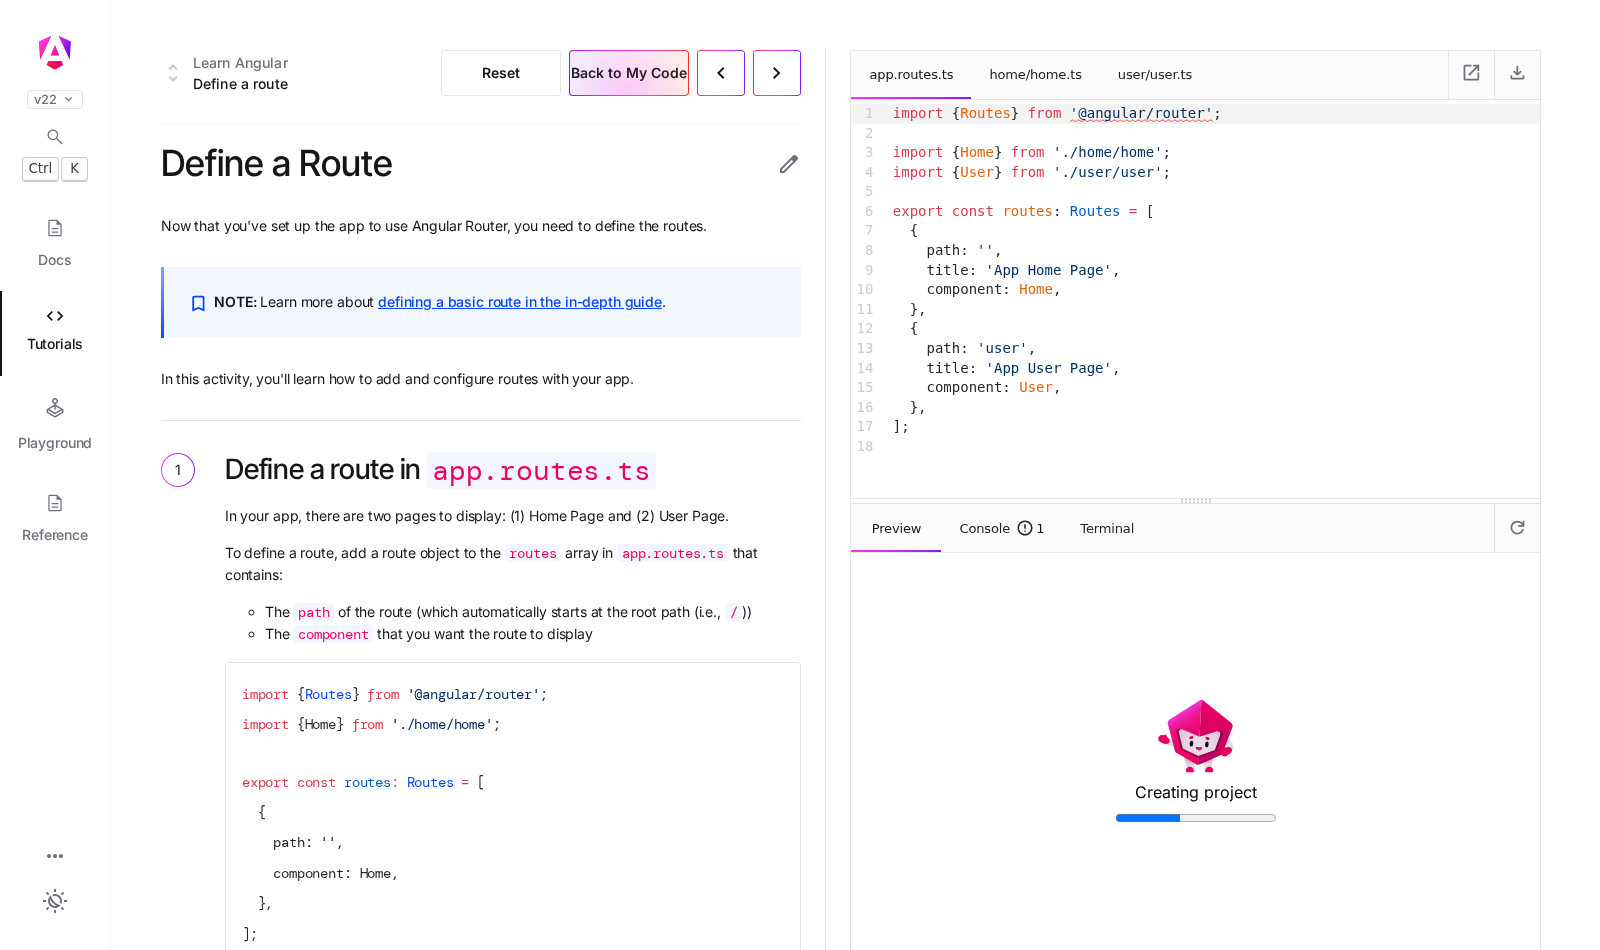 v22
Ctrl K
Docs
Tutorials
Playground
Reference
Learn Angular
Define a route
Reset
Back to My Code
Define a Route
Now that you've set up the app to use Angular Router, you need to define the routes.
NOTE: Learn more about defining a basic route in the in-depth guide.
In this activity, you'll learn how to add and configure routes with your app.
1
Define a route in app.routes.ts
In your app, there are two pages to display: (1) Home Page and (2) User Page.
To define a route, add a route object to the routes array in app.routes.ts that
contains:
The path of the route (which automatically starts at the root path (i.e., /))
The component that you want the route to display
import {Routes} from '@angular/router';
import {Home} from './home/home';
export const routes: Routes = [
  {
    path: '',
    component: Home,
  },
];
app.routes.ts home/home.ts user/user.ts
1 import {Routes} from '@angular/router';
2
3 import {Home} from './home/home';
4 import {User} from './user/user';
5
6 export const routes: Routes = [
7   {
8     path: '',
9     title: 'App Home Page',
10     component: Home,
11   },
12   {
13     path: 'user',
14     title: 'App User Page',
15     component: User,
16   },
17 ];
18
Preview Console 1 Terminal
Creating project